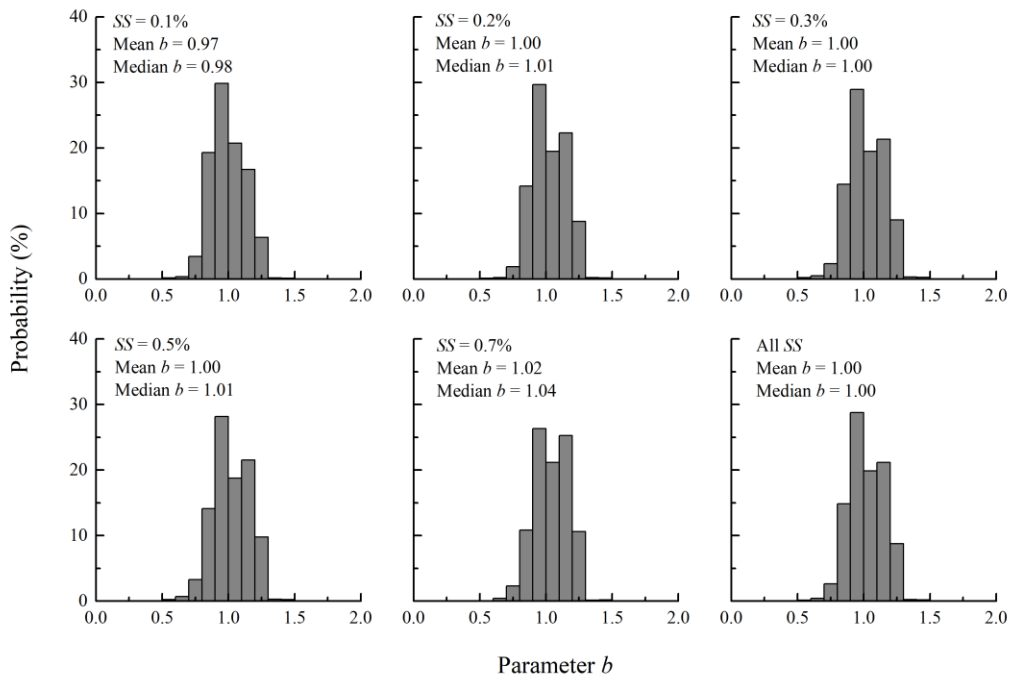 Probability (%)
40
30
20
10
0
SS = 0.1%
Mean b = 0.97
Median b = 0.98
0.0 0.5 1.0 1.5 2.0
SS = 0.2%
Mean b = 1.00
Median b = 1.01
0.0 0.5 1.0 1.5 2.0
SS = 0.3%
Mean b = 1.00
Median b = 1.00
0.0 0.5 1.0 1.5 2.0
40
30
20
10
0
SS = 0.5%
Mean b = 1.00
Median b = 1.01
0.0 0.5 1.0 1.5 2.0
SS = 0.7%
Mean b = 1.02
Median b = 1.04
0.0 0.5 1.0 1.5 2.0
All SS
Mean b = 1.00
Median b = 1.00
0.0 0.5 1.0 1.5 2.0
Parameter b